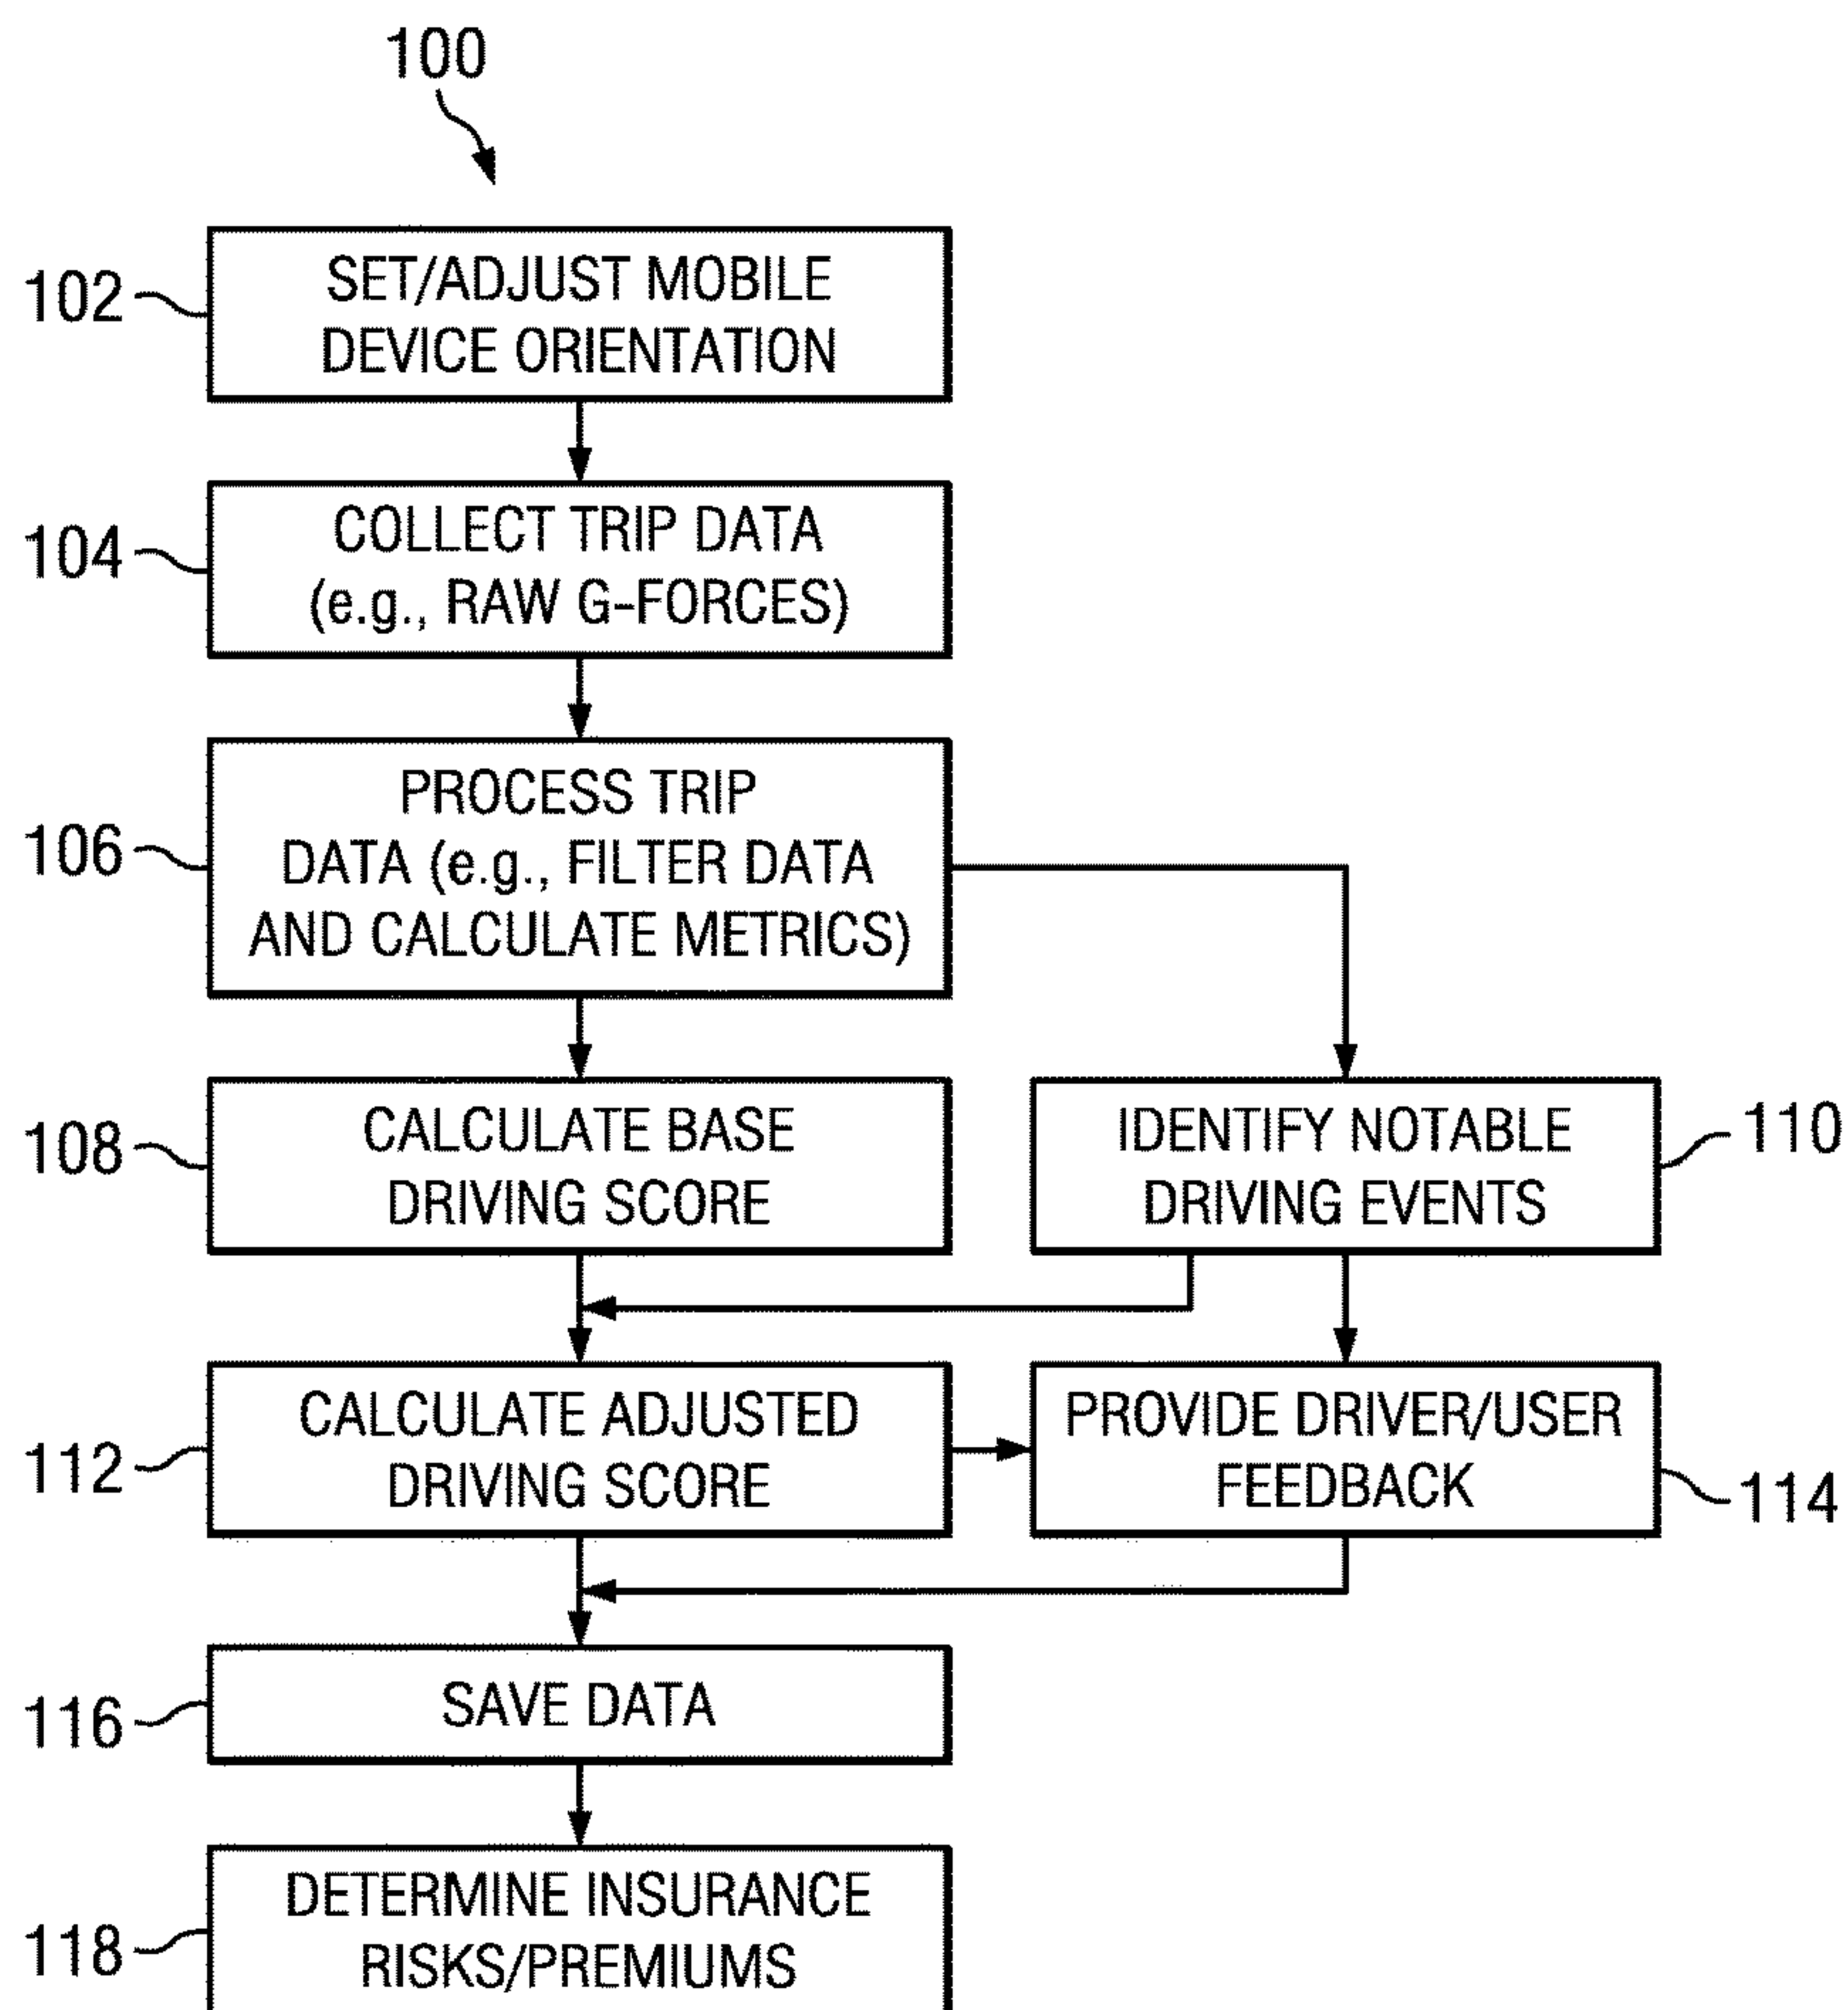 100
102
SET/ADJUST MOBILE
DEVICE ORIENTATION
104
COLLECT TRIP DATA
(e.g., RAW G-FORCES)
106
PROCESS TRIP
DATA (e.g., FILTER DATA
AND CALCULATE METRICS)
108
CALCULATE BASE
DRIVING SCORE
IDENTIFY NOTABLE
DRIVING EVENTS
110
112
CALCULATE ADJUSTED
DRIVING SCORE
PROVIDE DRIVER/USER
FEEDBACK
114
116
SAVE DATA
118
DETERMINE INSURANCE
RISKS/PREMIUMS